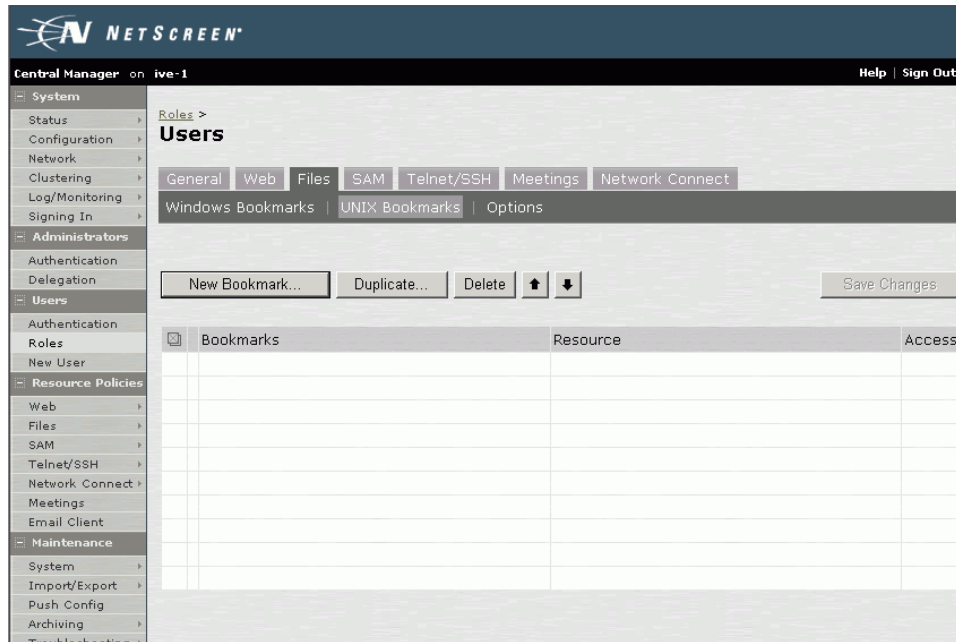 NETSCREEN
Central Manager on ive-1
Help | Sign Out
System
Status
Configuration
Network
Clustering
Log/Monitoring
Signing In
Administrators
Authentication
Delegation
Users
Authentication
Roles
New User
Resource Policies
Web
Files
SAM
Telnet/SSH
Network Connect
Meetings
Email Client
Maintenance
System
Import/Export
Push Config
Archiving
Roles >
Users
General Web Files SAM Telnet/SSH Meetings Network Connect
Windows Bookmarks | UNIX Bookmarks | Options
New Bookmark... Duplicate... Delete Save Changes
Bookmarks Resource Access